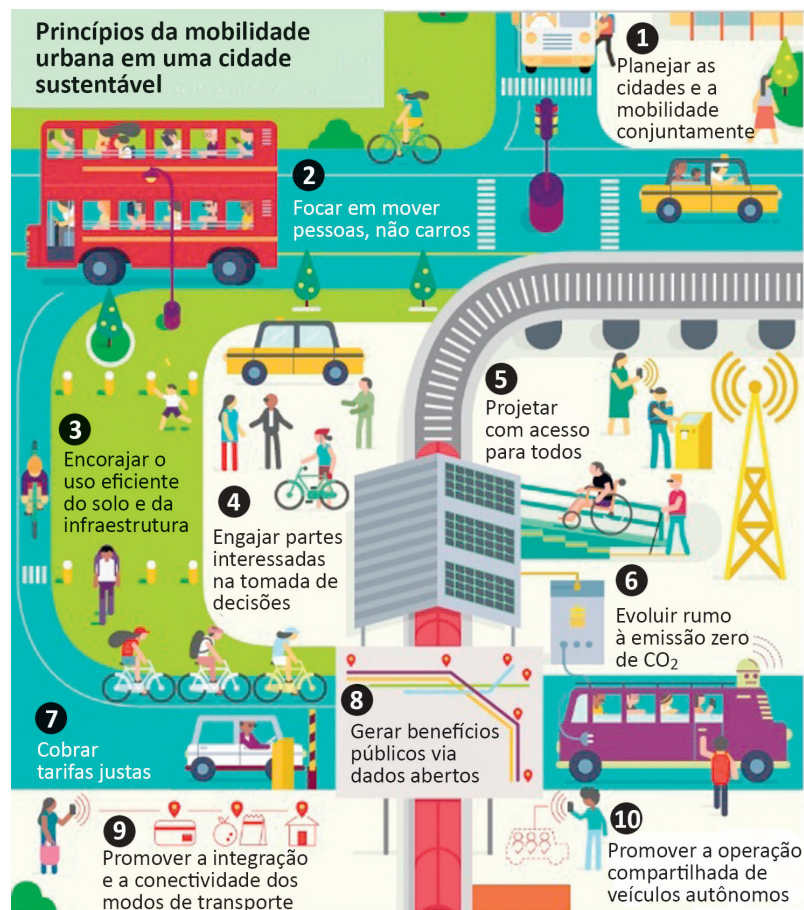 Princípios da mobilidade
urbana em uma cidade
sustentável
1
Planejar as
cidades e a
mobilidade
conjuntamente
2
Focar em mover
pessoas, não carros
3
Encorajar o
uso eficiente
do solo e da
infraestrutura
4
Engajar partes
interessadas
na tomada de
decisões
5
Projetar
com acesso
para todos
6
Evoluir rumo
à emissão zero
de CO₂
7
Cobrar
tarifas justas
8
Gerar benefícios
públicos via
dados abertos
9
Promover a integração
e a conectividade dos
modos de transporte
10
Promover a operação
compartilhada de
veículos autônomos